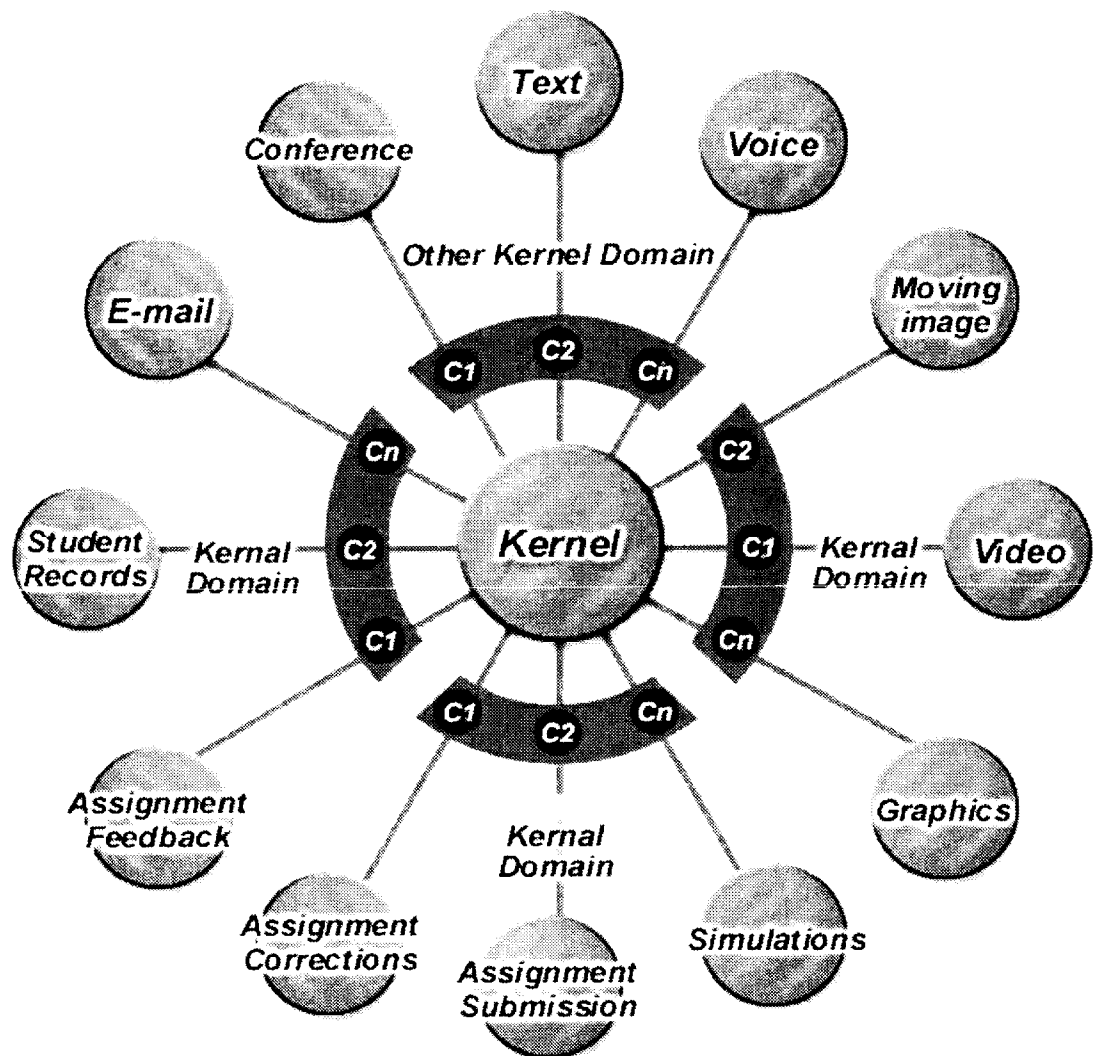 Text
Conference
Voice
Other Kernel Domain
E-mail
Moving
image
C1
C2
Cn
Cn
C2
C1
Kernel
C2
C1
Cn
Student
Records
Kernal
Domain
Kernal
Domain
Video
C1
C2
Cn
Assignment
Feedback
Graphics
Kernal
Domain
Assignment
Corrections
Simulations
Assignment
Submission